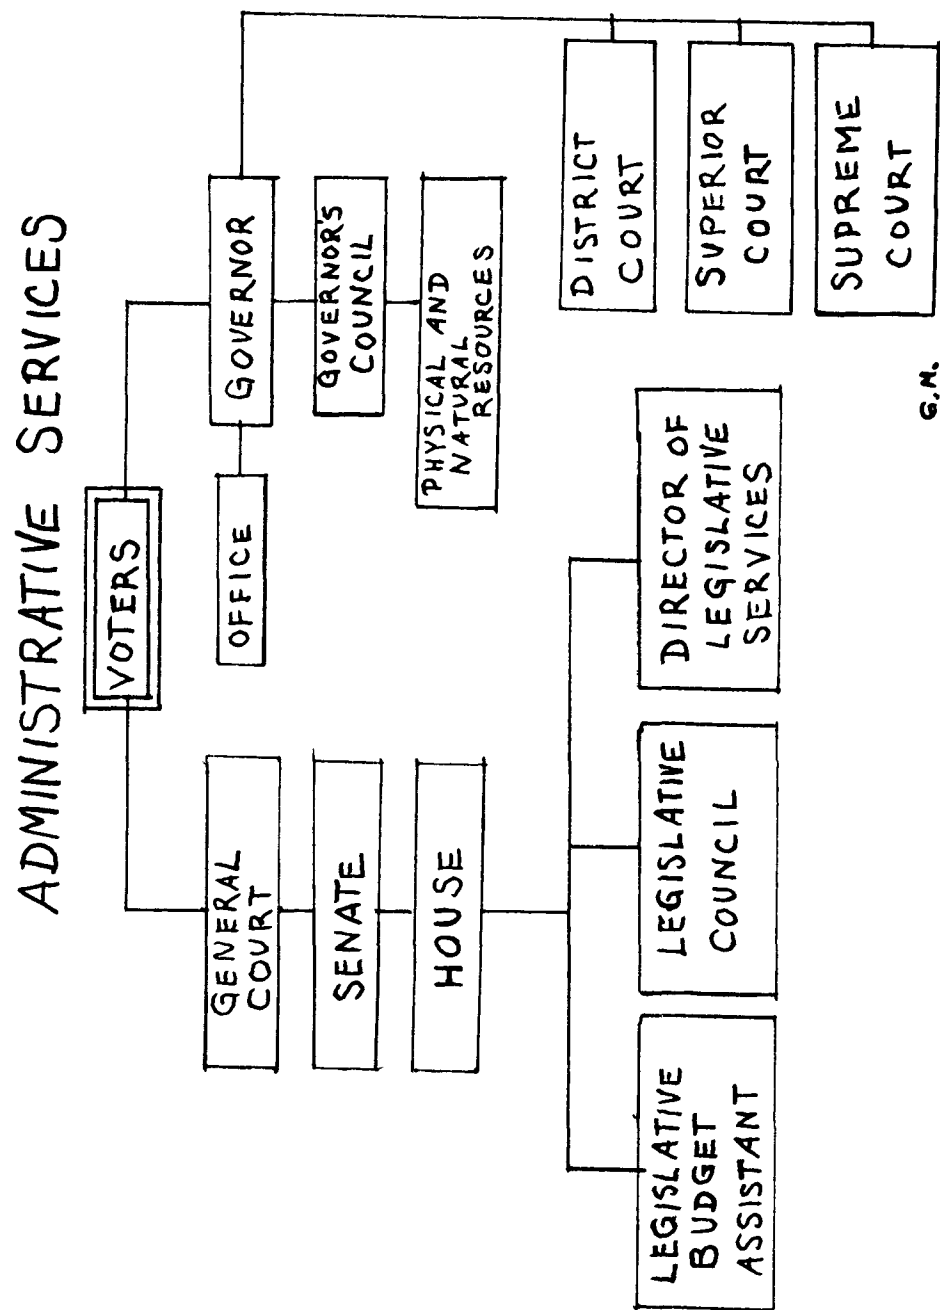 ADMINISTRATIVE SERVICES
VOTERS
GENERAL
COURT
SENATE
HOUSE
LEGISLATIVE
BUDGET
ASSISTANT
LEGISLATIVE
COUNCIL
DIRECTOR OF
LEGISLATIVE
SERVICES
OFFICE
GOVERNOR
GOVERNOR'S
COUNCIL
PHYSICAL AND
NATURAL
RESOURCES
DISTRICT
COURT
SUPERIOR
COURT
SUPREME
COURT
G.M.